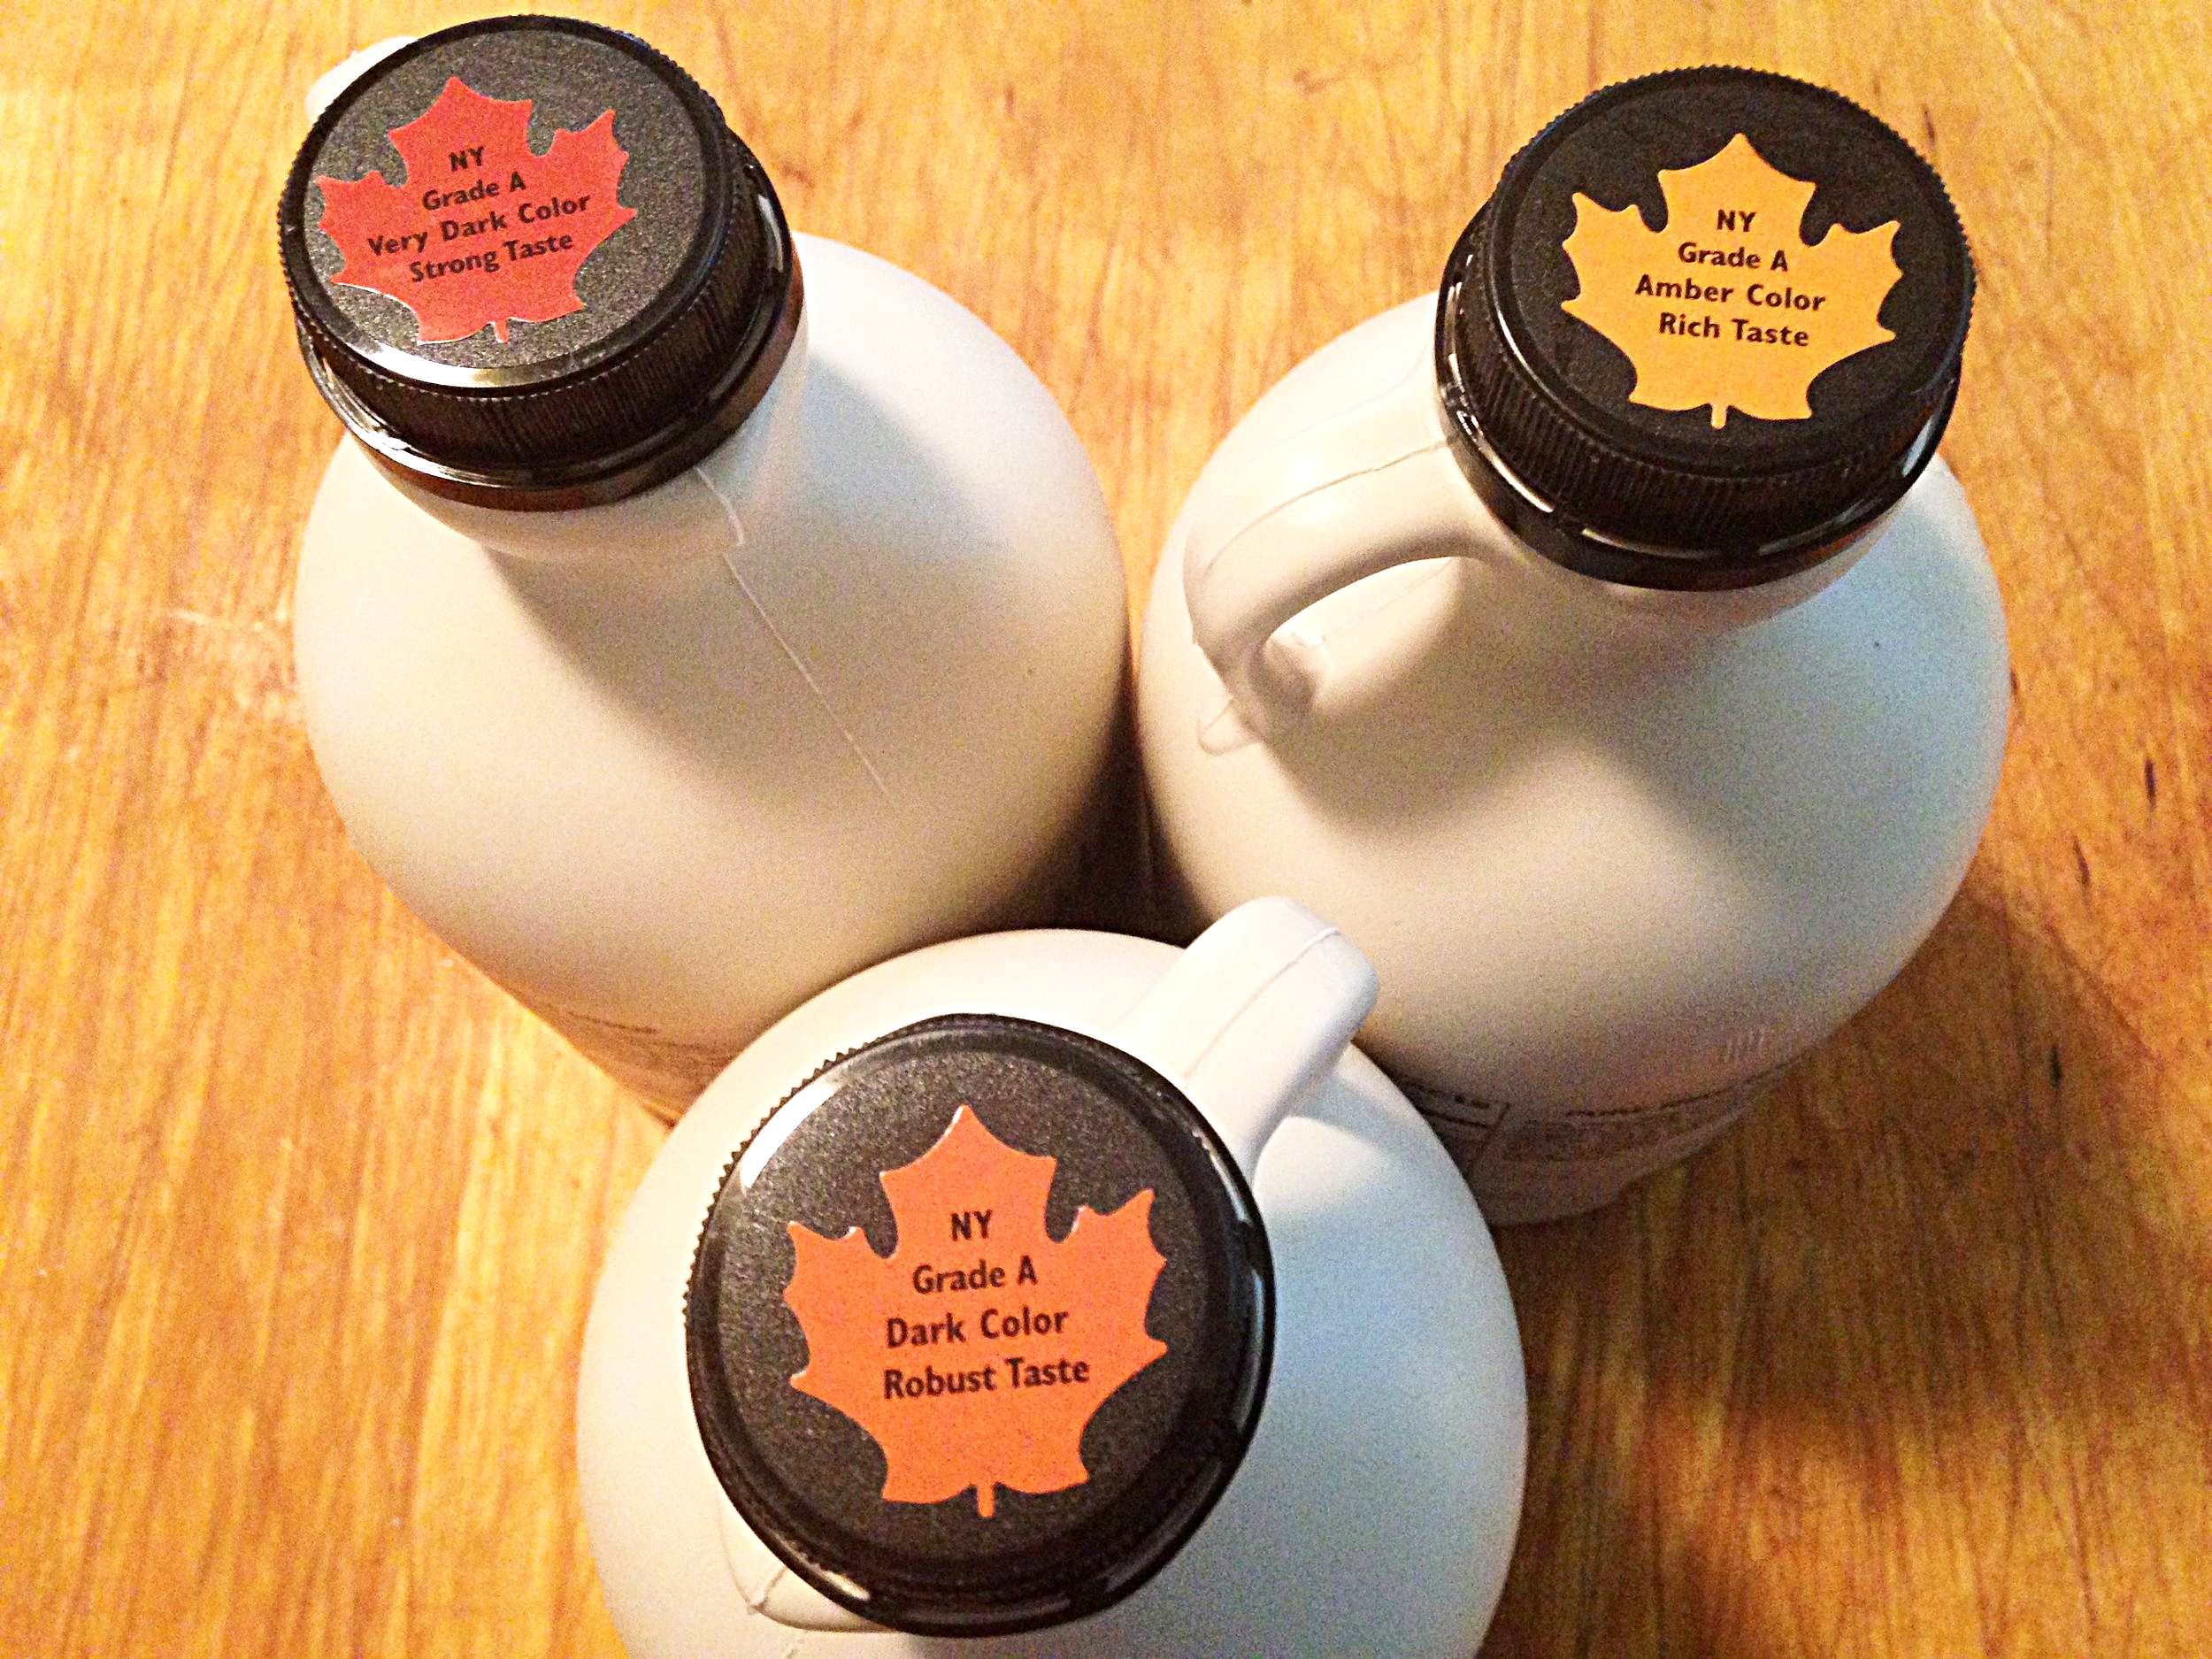 NY
Grade A
Very Dark Color
Strong Taste
NY
Grade A
Amber Color
Rich Taste
NY
Grade A
Dark Color
Robust Taste